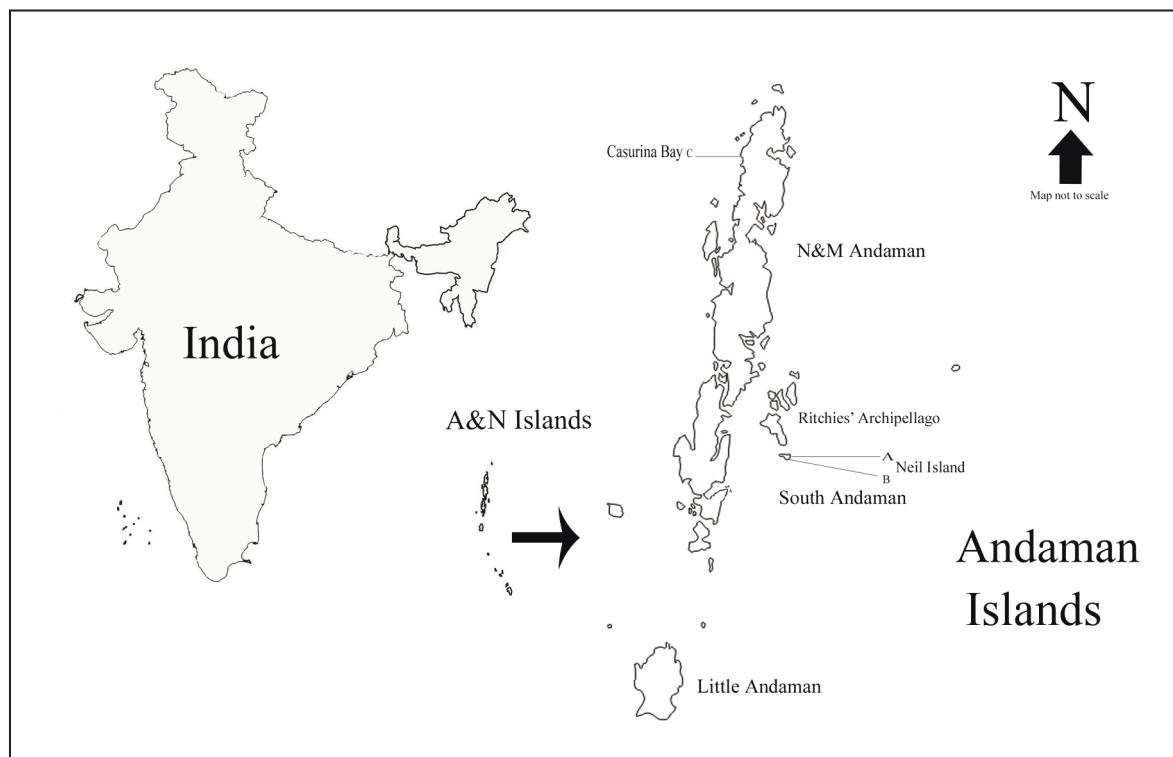 N
Map not to scale
Casurina Bay C
N&M Andaman
India
A&N Islands
Ritchies' Archipellago
A
Neil Island
B
South Andaman
Andaman
Islands
Little Andaman